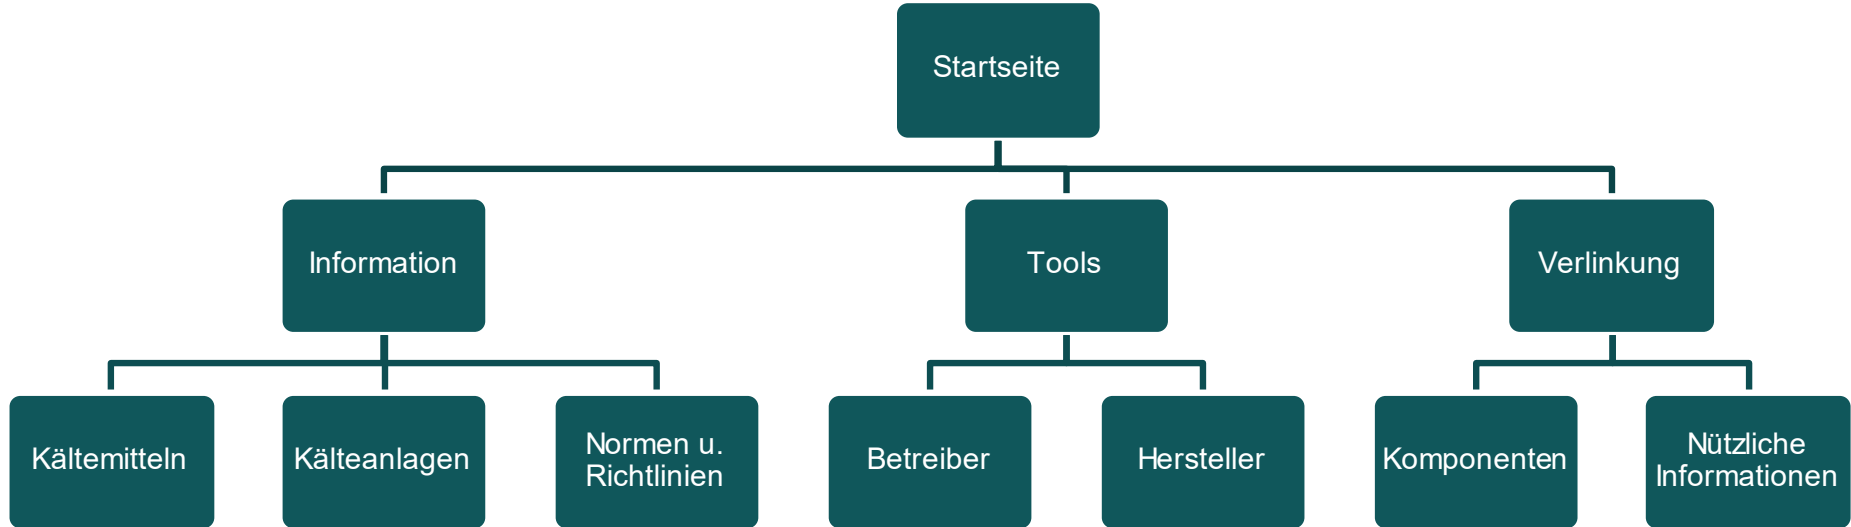 Startseite
Information
Tools
Verlinkung
Kältemitteln
Kälteanlagen
Normen u.
Richtlinien
Betreiber
Hersteller
Komponenten
Nützliche
Informationen